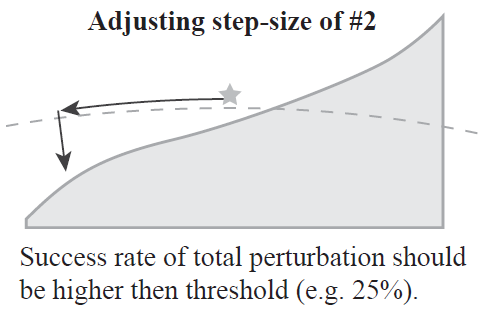 Adjusting step-size of #2
Success rate of total perturbation should
be higher then threshold (e.g. 25%).